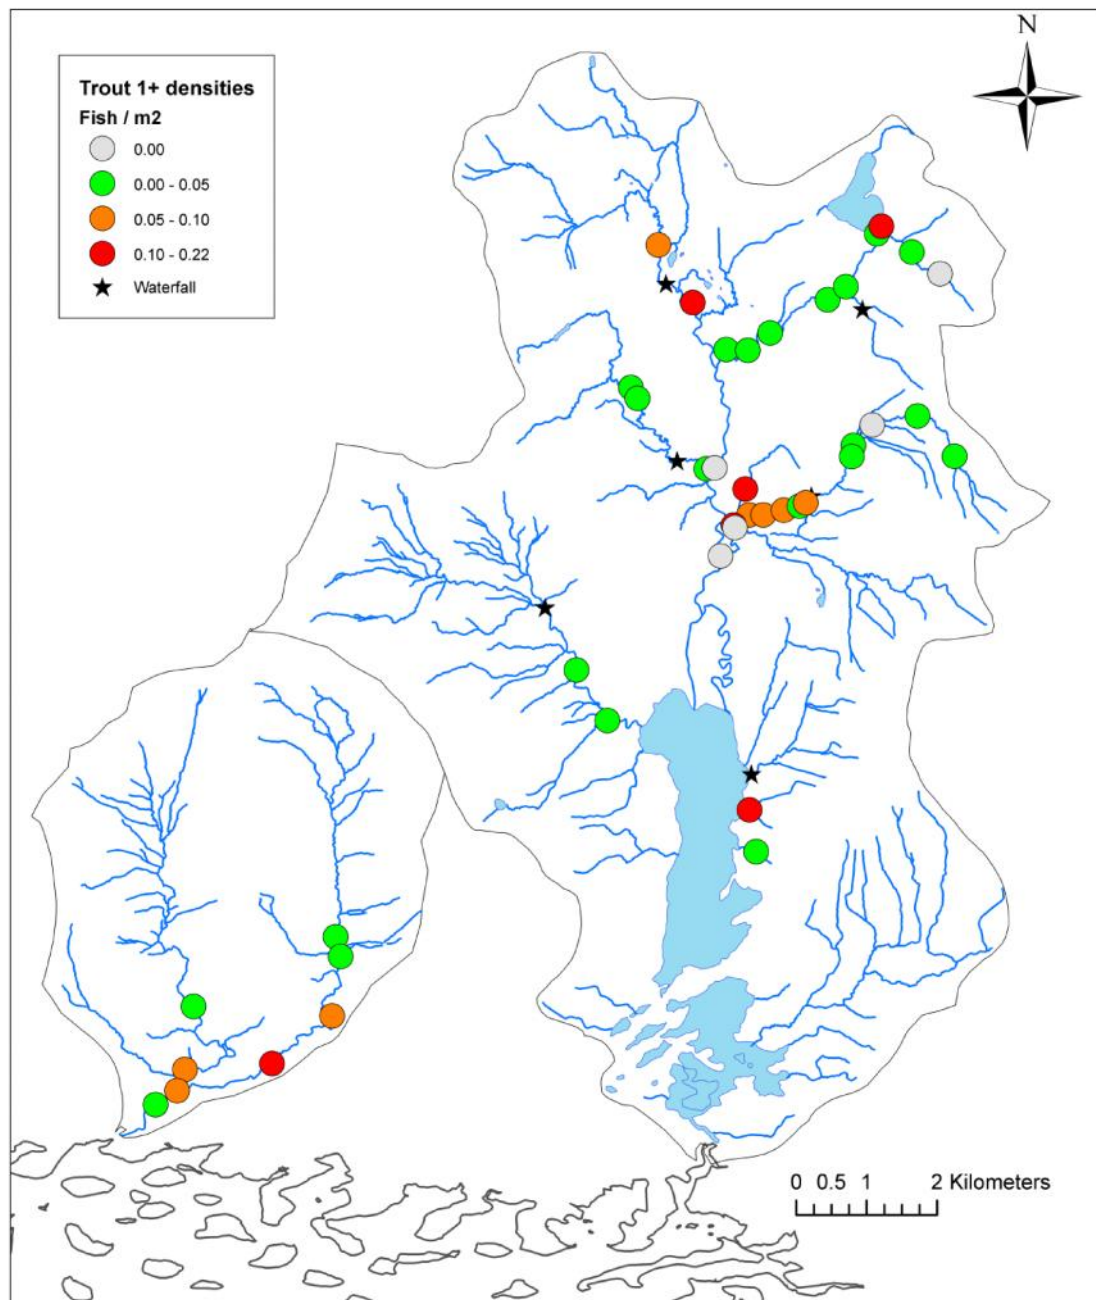 N
Trout 1+ densities
Fish / m2
0.00
0.00 - 0.05
0.05 - 0.10
0.10 - 0.22
Waterfall
0 0.5 1 2 Kilometers